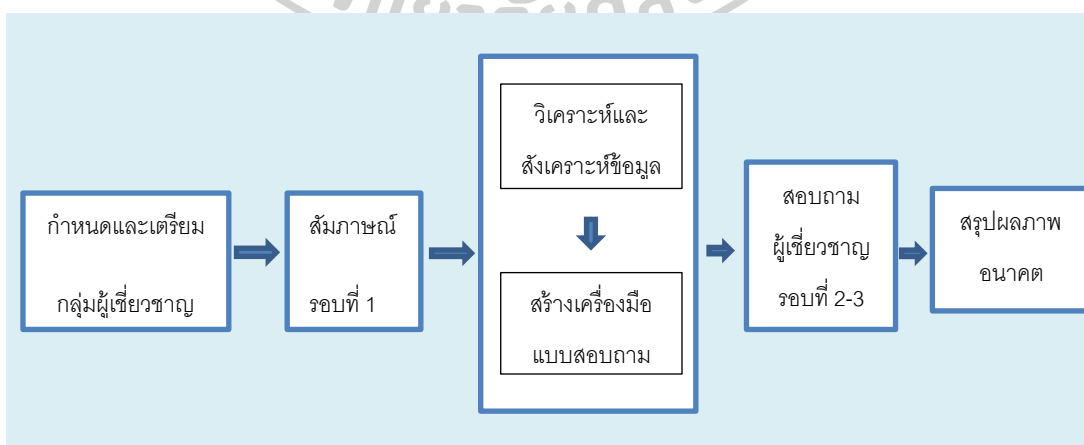 กำหนดและเตรียม
กลุ่มผู้เชี่ยวชาญ
สัมภาษณ์
รอบที่ 1
วิเคราะห์และ
สังเคราะห์ข้อมูล
สร้างเครื่องมือ
แบบสอบถาม
สอบถาม
ผู้เชี่ยวชาญ
รอบที่ 2-3
สรุปผลภาพ
อนาคต